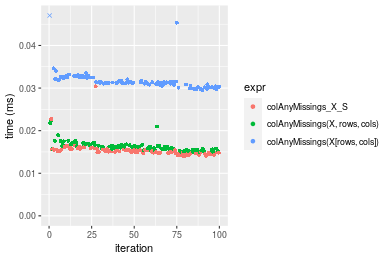 0.04
0.03
0.02
0.01
0.00
time (ms)
0
25
50
75
100
iteration
expr
colAnyMissings_X_S
colAnyMissings(X, rows, cols)
colAnyMissings(X[rows, cols])